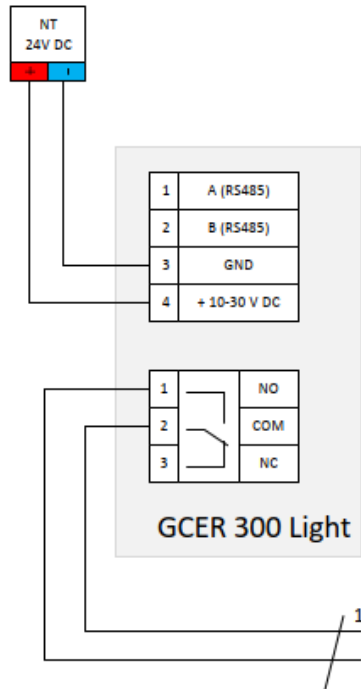 NT
24V DC
+ -
1 A (RS485)
2 B (RS485)
3 GND
4 + 10-30 V DC
1 NO
2 COM
3 NC
GCER 300 Light
1